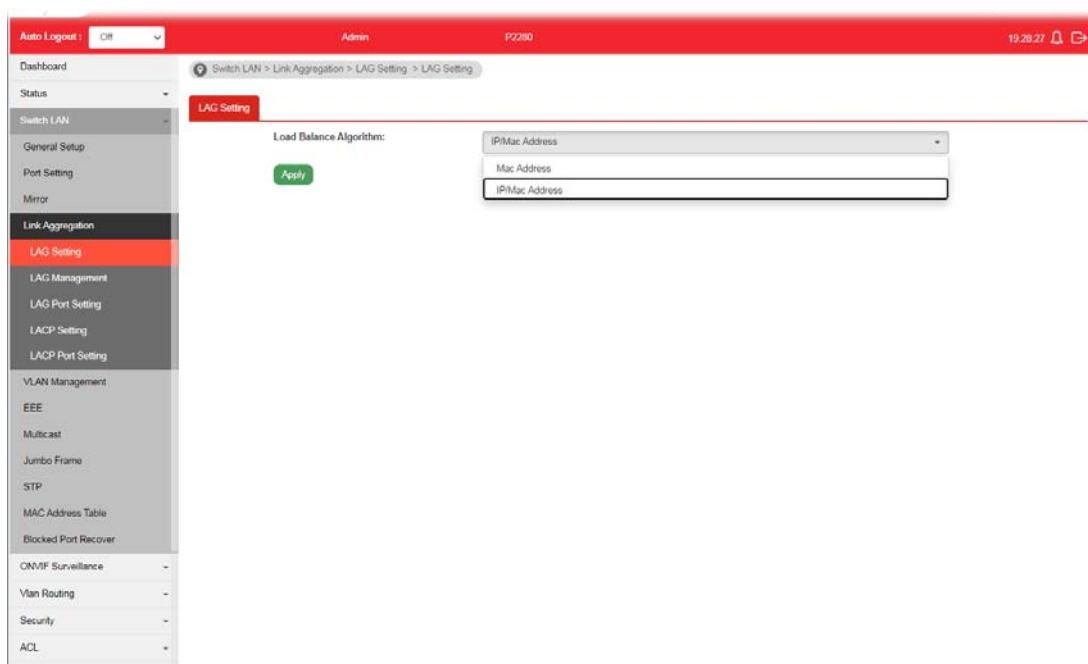 Auto Logout : Off Admin P2280 19:28:27
Dashboard
Switch LAN > Link Aggregation > LAG Setting > LAG Setting
Status
LAG Setting
Switch LAN
Load Balance Algorithm: IP/Mac Address
General Setup
Mac Address
Port Setting
Apply
IP/Mac Address
Mirror
Link Aggregation
LAG Setting
LAG Management
LAG Port Setting
LACP Setting
LACP Port Setting
VLAN Management
EEE
Multicast
Jumbo Frame
STP
MAC Address Table
Blocked Port Recover
ONVIF Surveillance
Vlan Routing
Security
ACL